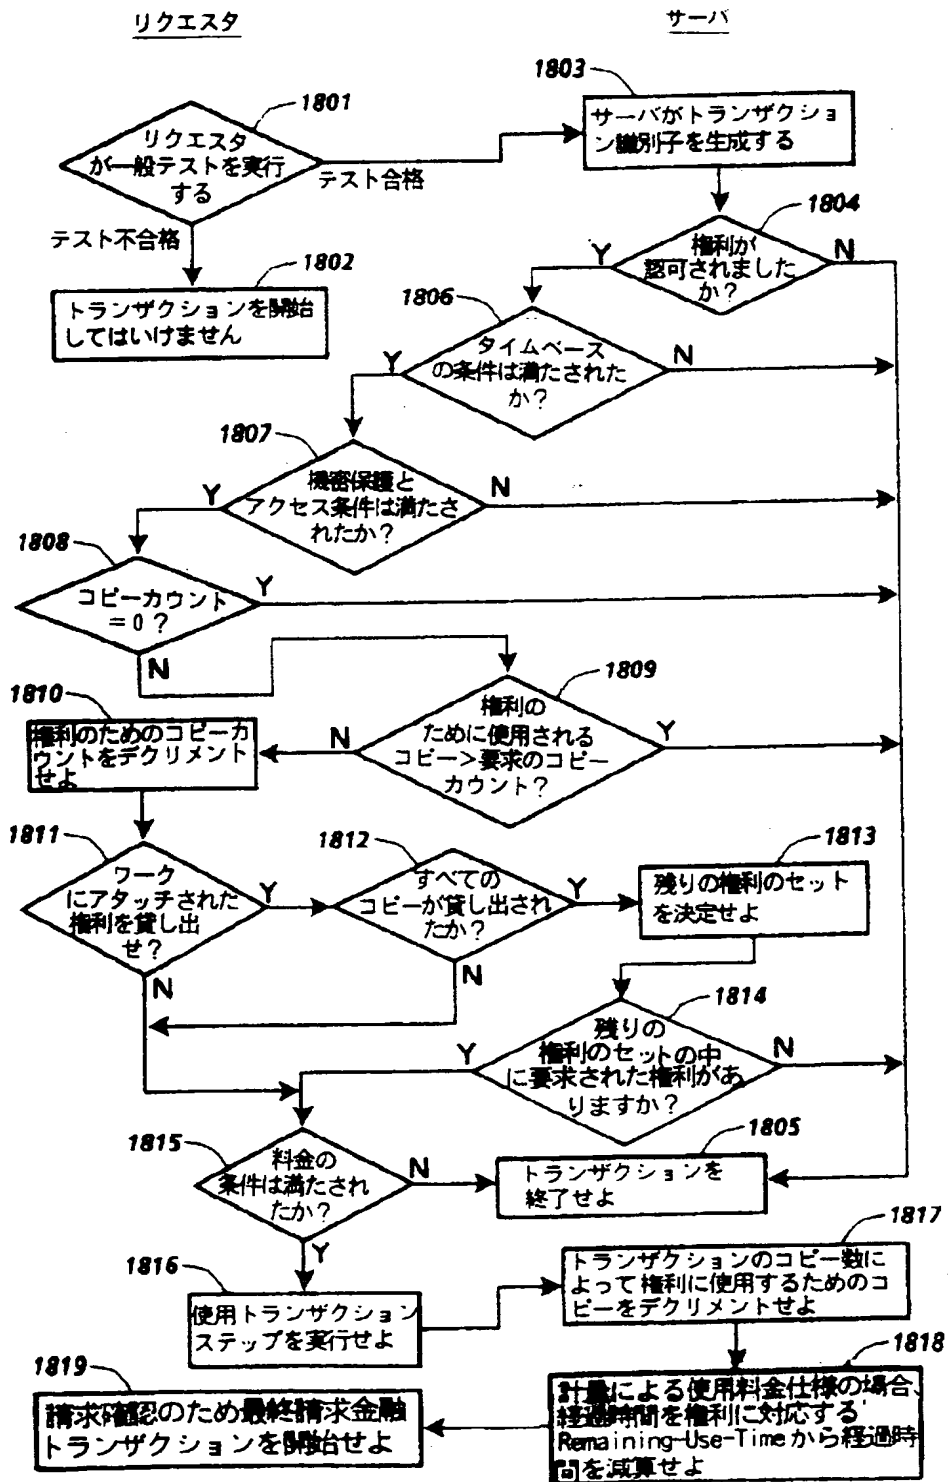 リクエスタ
サーバ
1801
リクエスタ
が一般テストを実行
する
テスト合格
テスト不合格
1802
トランザクションを開始
してはいけません
1803
サーバがトランザクショ
ン識別子を生成する
1804
権利が
認可されました
か？
Y
N
1806
タイムベース
の条件は満たされた
か？
Y
N
1807
機密保護と
アクセス条件は満たさ
れたか？
Y
N
1808
コピーカウント
＝0？
Y
N
1809
権利の
ために使用される
コピー＞要求のコピー
カウント？
N
Y
1810
権利のためのコピーカ
ウントをデクリメント
せよ
1811
ワーク
にアタッチされた
権利を貸し出
せ？
Y
N
1812
すべての
コピーが貸し出され
たか？
Y
N
1813
残りの権利のセット
を決定せよ
1814
残りの
権利のセットの中
に要求された権利があ
りますか？
Y
N
1815
料金の
条件は満たされ
たか？
N
Y
1805
トランザクションを
終了せよ
1816
使用トランザクション
ステップを実行せよ
1817
トランザクションのコピー数に
よって権利に使用するためのコ
ピーをデクリメントせよ
1818
計量による使用料金仕様の場合、
経過時間を権利に対応する
Remaining-Use-Timeから経過時
間を減算せよ
1819
請求確認のため最終請求金融
トランザクションを開始せよ